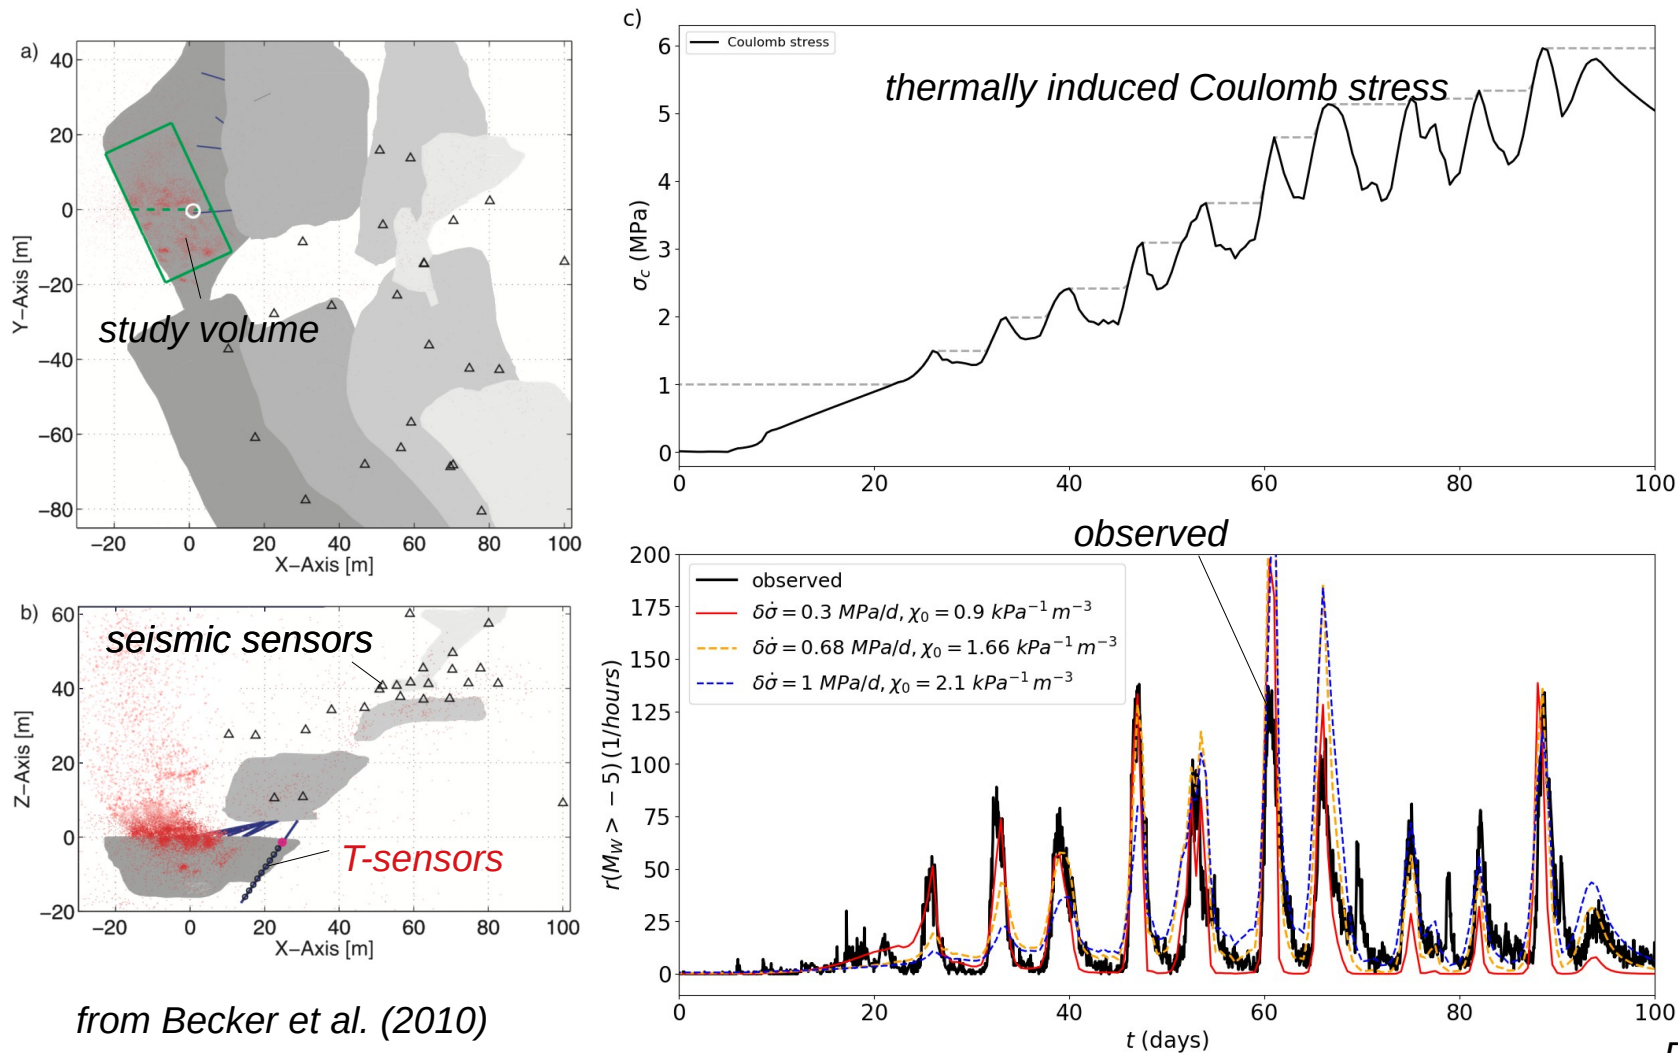 a)
40
20
0
−20
−40
−60
−80
Y−Axis [m]
−20 0 20 40 60 80 100
X−Axis [m]
study volume
b)
60
40
20
0
−20
Z−Axis [m]
seismic sensors
T-sensors
−20 0 20 40 60 80 100
X−Axis [m]
from Becker et al. (2010)
c)
Coulomb stress
thermally induced Coulomb stress
6
5
4
3
2
1
0
σc (MPa)
0 20 40 60 80 100
observed
200
175
150
125
100
75
50
25
0
r(MW > − 5) (1/hours)
observed
δσ̇ = 0.3 MPa/d, χ0 = 0.9 kPa−1 m−3
δσ̇ = 0.68 MPa/d, χ0 = 1.66 kPa−1 m−3
δσ̇ = 1 MPa/d, χ0 = 2.1 kPa−1 m−3
0 20 40 60 80 100
t (days)